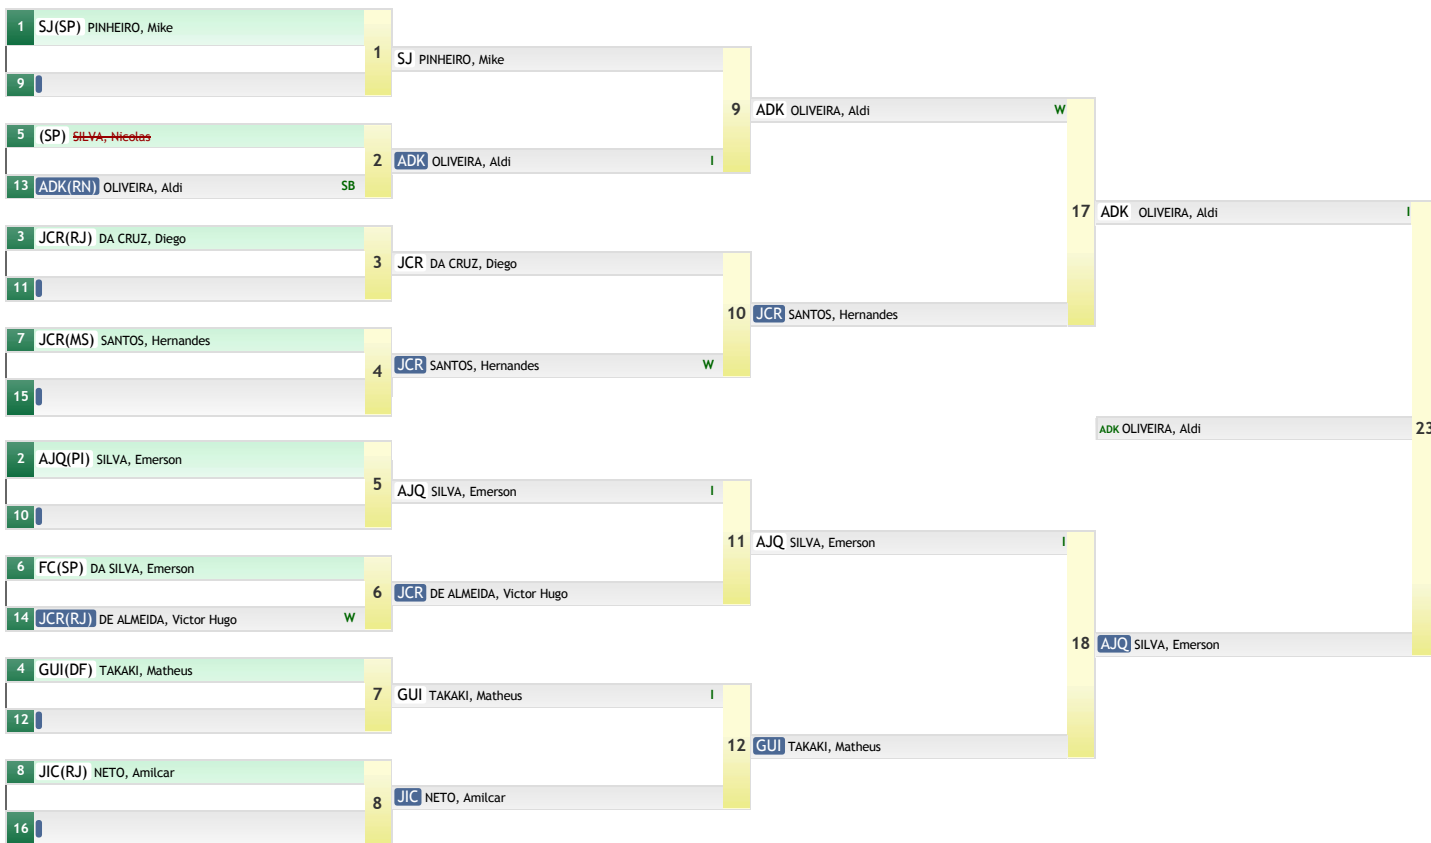 1 SJ(SP) PINHEIRO, Mike
1
9
SJ PINHEIRO, Mike
9
ADK OLIVEIRA, Aldi W
5 (SP) SILVA, Nicolas
2
13 ADK(RN) OLIVEIRA, Aldi SB
ADK OLIVEIRA, Aldi I
17
ADK OLIVEIRA, Aldi I
3 JCR(RJ) DA CRUZ, Diego
3
11
JCR DA CRUZ, Diego
10
JCR SANTOS, Hernandes
7 JCR(MS) SANTOS, Hernandes
4
15
JCR SANTOS, Hernandes W
ADK OLIVEIRA, Aldi
23
2 AJQ(PI) SILVA, Emerson
5
10
AJQ SILVA, Emerson I
11
AJQ SILVA, Emerson I
6 FC(SP) DA SILVA, Emerson
6
14 JCR(RJ) DE ALMEIDA, Victor Hugo W
JCR DE ALMEIDA, Victor Hugo
18
AJQ SILVA, Emerson
4 GUI(DF) TAKAKI, Matheus
7
12
GUI TAKAKI, Matheus I
12
GUI TAKAKI, Matheus
8 JIC(RJ) NETO, Amilcar
8
16
JIC NETO, Amilcar